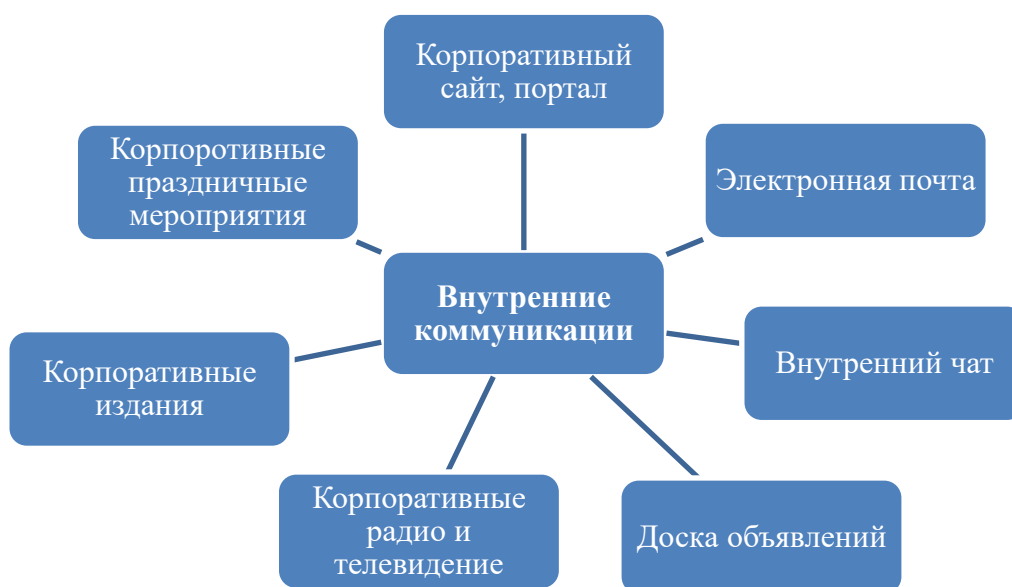 Корпоративный
сайт, портал
Корпоротивные
праздничные
мероприятия
Электронная почта
Внутренние
коммуникации
Внутренний чат
Корпоративные
издания
Корпоративные
радио и
телевидение
Доска объявлений